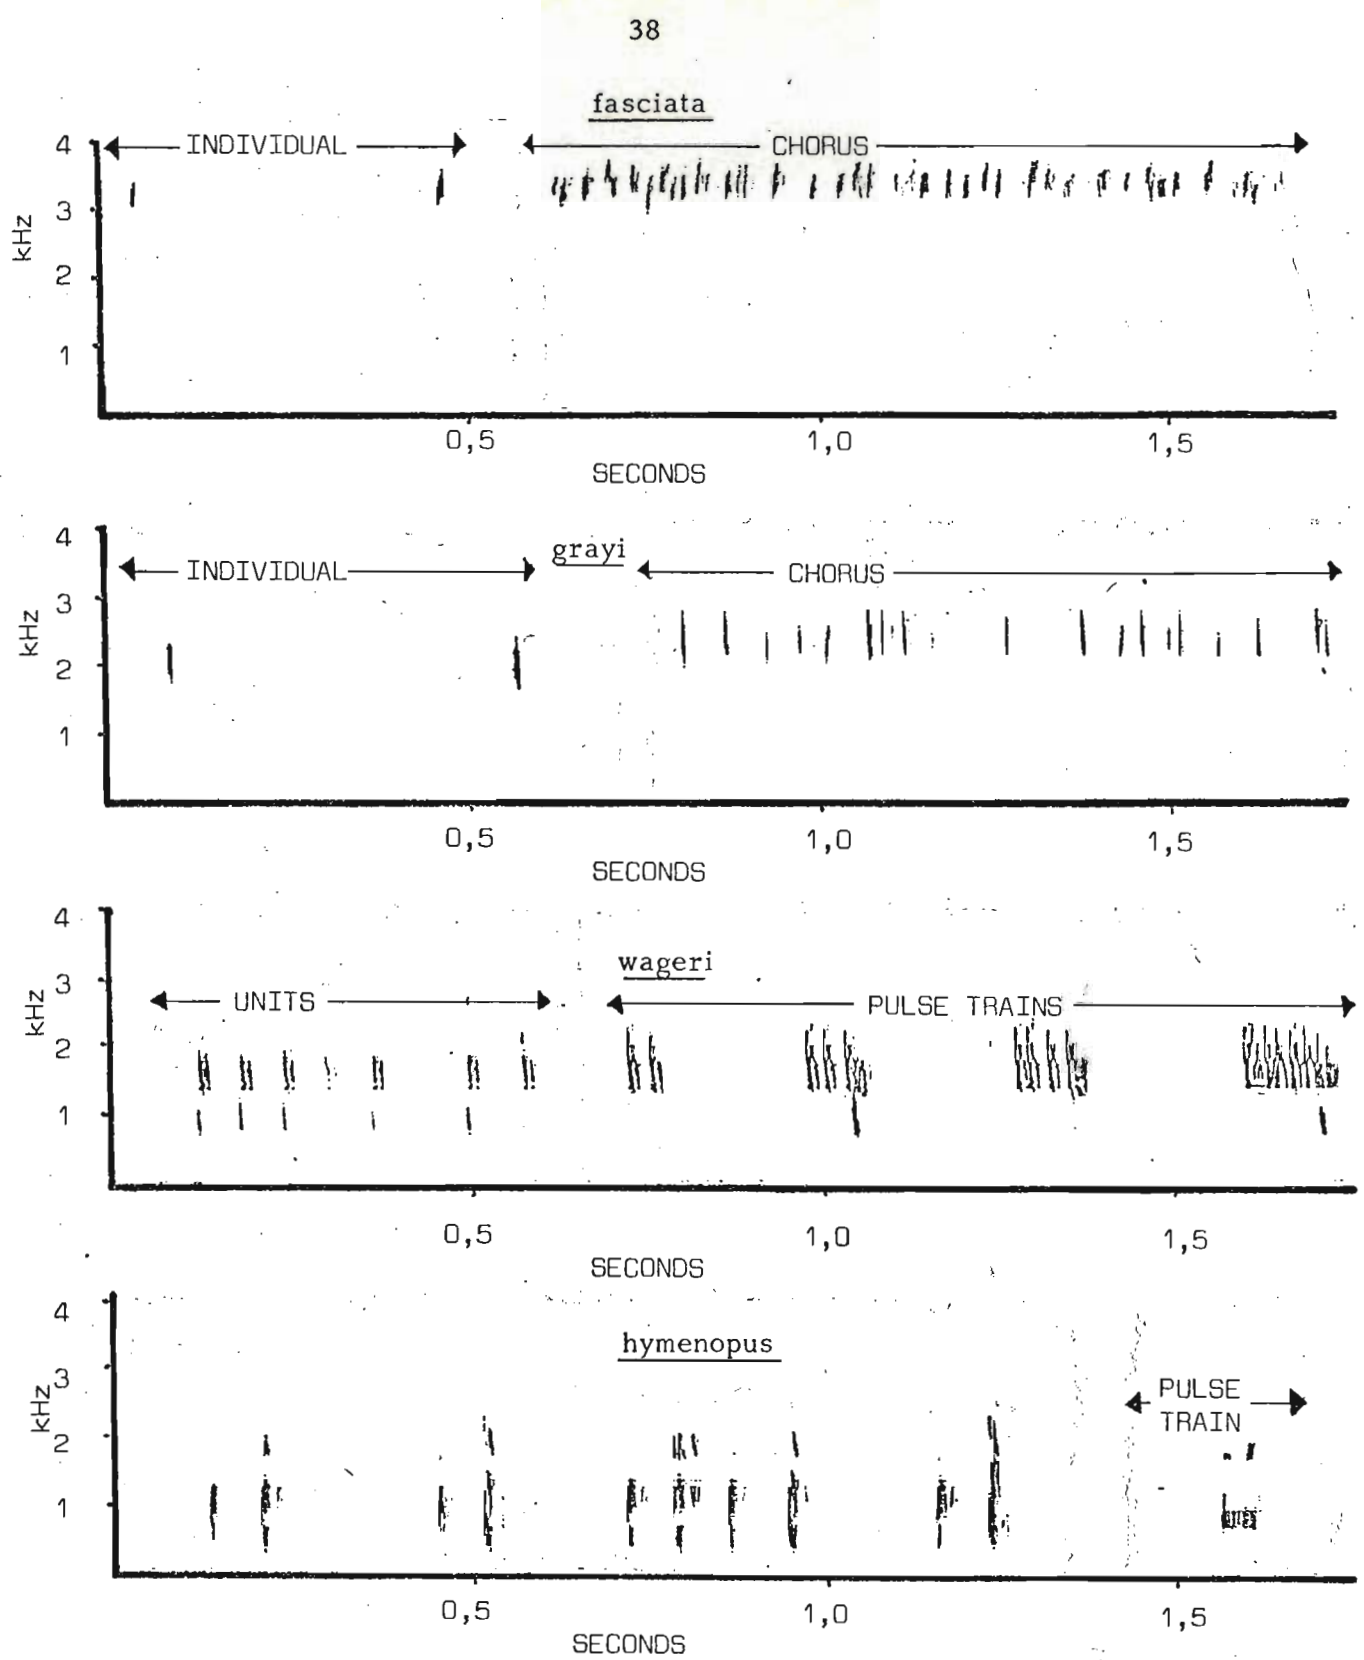 38
fasciata
INDIVIDUAL CHORUS
4
3
2
1
kHz
0,5 1,0 1,5
SECONDS
grayi
INDIVIDUAL CHORUS
4
3
2
1
kHz
0,5 1,0 1,5
SECONDS
wageri
UNITS PULSE TRAINS
4
3
2
1
kHz
0,5 1,0 1,5
SECONDS
hymenopus
PULSE
TRAIN
4
3
2
1
kHz
0,5 1,0 1,5
SECONDS